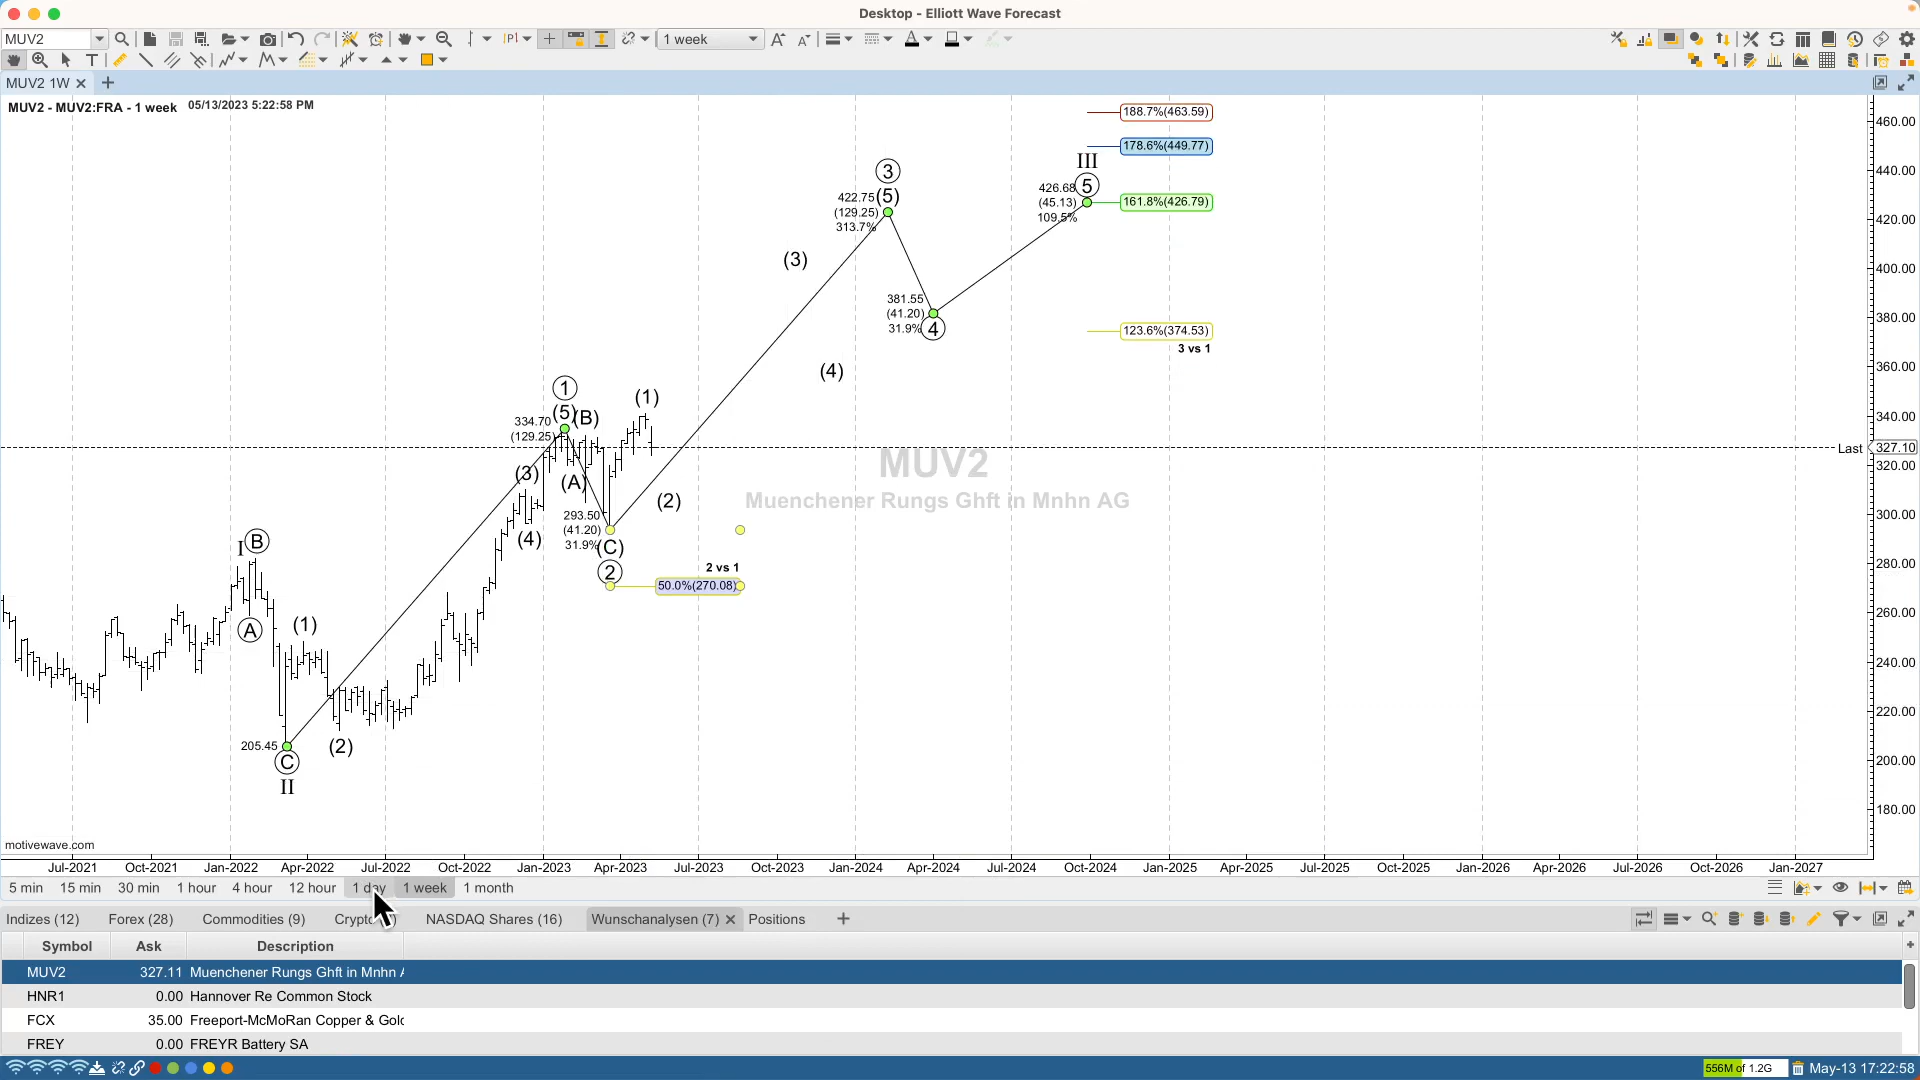 Desktop - Elliott Wave Forecast
MUV2
1 week
MUV2 1W
MUV2 - MUV2:FRA - 1 week 05/13/2023 5:22:58 PM
188.7%(463.59)
178.6%(449.77)
161.8%(426.79)
123.6%(374.53)
3 vs 1
III
5
426.68
(45.13)
109.5%
3
(5)
422.75
(129.25)
313.7%
(3)
(4)
381.55
(41.20)
31.9%
4
1
(5)
334.70
(129.25)
(B)
(1)
(3)
(A)
(4)
(2)
293.50
(41.20)
31.9%
(C)
2
2 vs 1
50.0%(270.08)
I
B
A
(1)
(2)
205.45
C
II
MUV2
Muenchener Rungs Ghft in Mnhn AG
460.00
440.00
420.00
400.00
380.00
360.00
340.00
Last 327.10
320.00
300.00
280.00
260.00
240.00
220.00
200.00
180.00
motivewave.com
Jul-2021 Oct-2021 Jan-2022 Apr-2022 Jul-2022 Oct-2022 Jan-2023 Apr-2023 Jul-2023 Oct-2023 Jan-2024 Apr-2024 Jul-2024 Oct-2024 Jan-2025 Apr-2025 Jul-2025 Oct-2025 Jan-2026 Apr-2026 Jul-2026 Oct-2026 Jan-2027
5 min 15 min 30 min 1 hour 4 hour 12 hour 1 day 1 week 1 month
Indizes (12) Forex (28) Commodities (9) NASDAQ Shares (16) Wunschanalysen (7) Positions
Symbol Ask Description
MUV2 327.11 Muenchener Rungs Ghft in Mnhn
HNR1 0.00 Hannover Re Common Stock
FCX 35.00 Freeport-McMoRan Copper & Gold
FREY 0.00 FREYR Battery SA
556M of 1.2G May-13 17:22:58